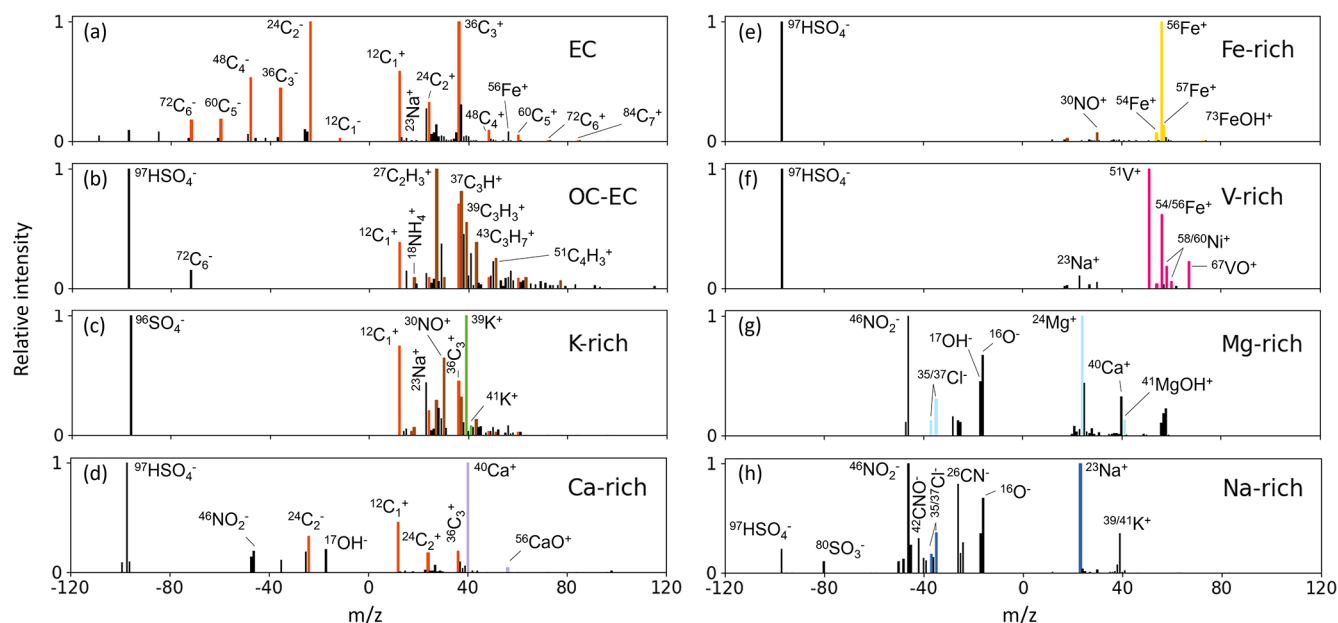 Relative intensity
(a) EC
1
0
⁷²C₆⁻
⁶⁰C₅⁻
⁴⁸C₄⁻
³⁶C₃⁻
²⁴C₂⁻
¹²C₁⁻
¹²C₁⁺
²³Na⁺
²⁴C₂⁺
³⁶C₃⁺
⁴⁸C₄⁺
⁵⁶Fe⁺
⁶⁰C₅⁺
⁷²C₆⁺
⁸⁴C₇⁺
(b) OC-EC
1
0
⁹⁷HSO₄⁻
⁷²C₆⁻
¹²C₁⁺
¹⁸NH₄⁺
²⁷C₂H₃⁺
³⁷C₃H⁺
³⁹C₃H₃⁺
⁴³C₃H₇⁺
⁵¹C₄H₃⁺
(c) K-rich
1
0
⁹⁶SO₄⁻
¹²C₁⁺
²³Na⁺
³⁰NO⁺
³⁶C₃⁺
³⁹K⁺
⁴¹K⁺
(d) Ca-rich
1
0
⁹⁷HSO₄⁻
⁴⁶NO₂⁻
²⁴C₂⁻
¹⁷OH⁻
¹²C₁⁺
²⁴C₂⁺
³⁶C₃⁺
⁴⁰Ca⁺
⁵⁶CaO⁺
-120 -80 -40 0 40 80 120
m/z
(e) Fe-rich
1
0
⁹⁷HSO₄⁻
³⁰NO⁺
⁵⁴Fe⁺
⁵⁶Fe⁺
⁵⁷Fe⁺
⁷³FeOH⁺
(f) V-rich
1
0
⁹⁷HSO₄⁻
²³Na⁺
⁵¹V⁺
⁵⁴/⁵⁶Fe⁺
⁵⁸/⁶⁰Ni⁺
⁶⁷VO⁺
(g) Mg-rich
1
0
⁴⁶NO₂⁻
³⁵/³⁷Cl⁻
¹⁷OH⁻
¹⁶O⁻
²⁴Mg⁺
⁴⁰Ca⁺
⁴¹MgOH⁺
(h) Na-rich
1
0
⁹⁷HSO₄⁻
⁸⁰SO₃⁻
⁴⁶NO₂⁻
⁴²CNO⁻
³⁵/³⁷Cl⁻
²⁶CN⁻
¹⁶O⁻
²³Na⁺
³⁹/⁴¹K⁺
-120 -80 -40 0 40 80 120
m/z